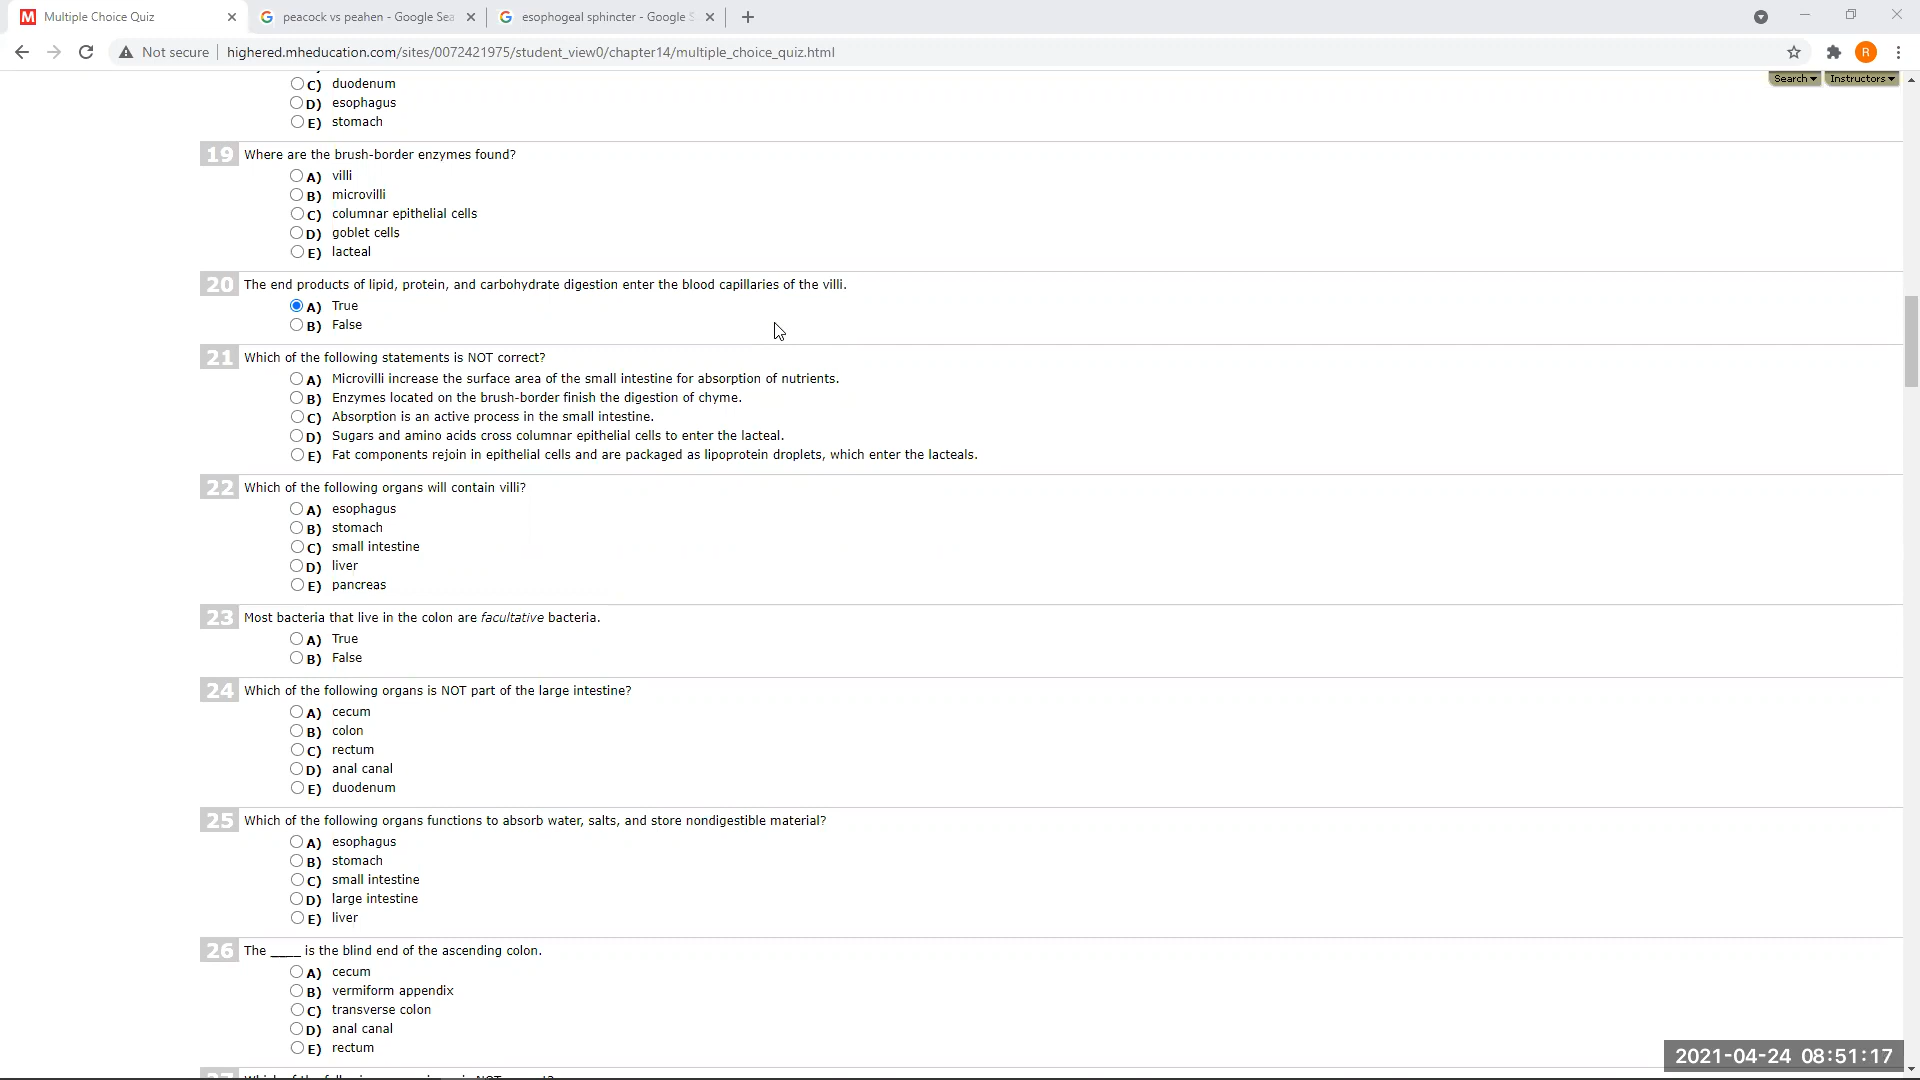 Multiple Choice Quiz
peacock vs peahen - Google Sea
esophogeal sphincter - Google S
Not secure
highered.mheducation.com/sites/0072421975/student_view0/chapter14/multiple_choice_quiz.html
R
Search
Instructors
C) duodenum
D) esophagus
E) stomach
19 Where are the brush-border enzymes found?
A) villi
B) microvilli
C) columnar epithelial cells
D) goblet cells
E) lacteal
20 The end products of lipid, protein, and carbohydrate digestion enter the blood capillaries of the villi.
A) True
B) False
21 Which of the following statements is NOT correct?
A) Microvilli increase the surface area of the small intestine for absorption of nutrients.
B) Enzymes located on the brush-border finish the digestion of chyme.
C) Absorption is an active process in the small intestine.
D) Sugars and amino acids cross columnar epithelial cells to enter the lacteal.
E) Fat components rejoin in epithelial cells and are packaged as lipoprotein droplets, which enter the lacteals.
22 Which of the following organs will contain villi?
A) esophagus
B) stomach
C) small intestine
D) liver
E) pancreas
23 Most bacteria that live in the colon are facultative bacteria.
A) True
B) False
24 Which of the following organs is NOT part of the large intestine?
A) cecum
B) colon
C) rectum
D) anal canal
E) duodenum
25 Which of the following organs functions to absorb water, salts, and store nondigestible material?
A) esophagus
B) stomach
C) small intestine
D) large intestine
E) liver
26 The ____ is the blind end of the ascending colon.
A) cecum
B) vermiform appendix
C) transverse colon
D) anal canal
E) rectum
2021-04-24 08:51:17